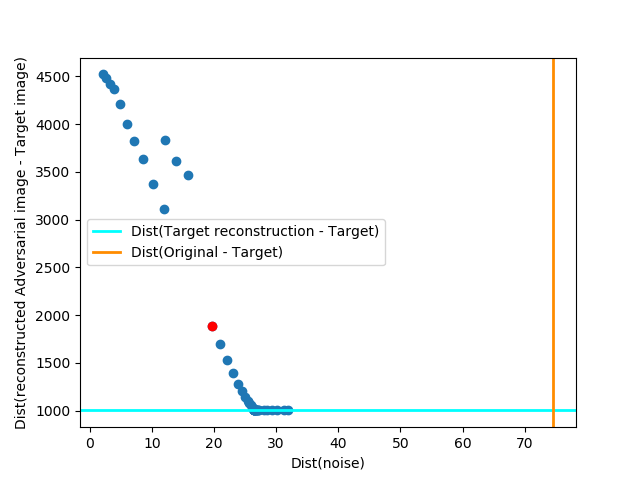 4500
4000
3500
3000
2500
2000
1500
1000
Dist(reconstructed Adversarial image - Target image)
Dist(Target reconstruction - Target)
Dist(Original - Target)
0 10 20 30 40 50 60 70
Dist(noise)